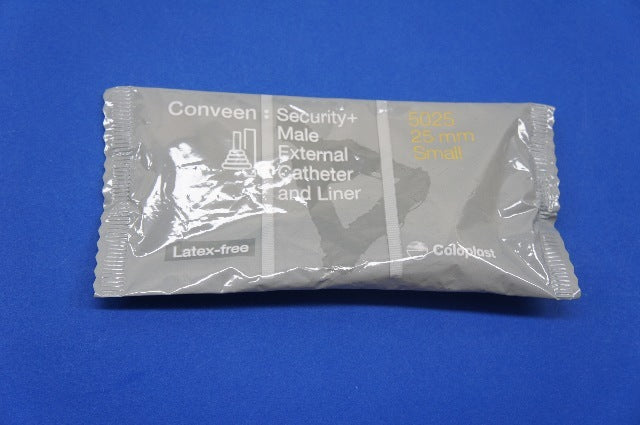 Conveen : Security+
Male
External
Catheter
and Liner
Latex-free
5025
25 mm
Small
Coloplast